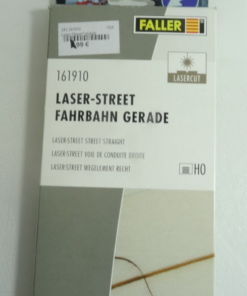 FALLER
€
LASERCUT
161910
LASER-STREET
FAHRBAHN GERADE
LASER-STREET STREET STRAIGHT
LASER-STREET VOIE DE CONDUITE DROITE
LASER-STREET WEGELEMENT RECHT
H0